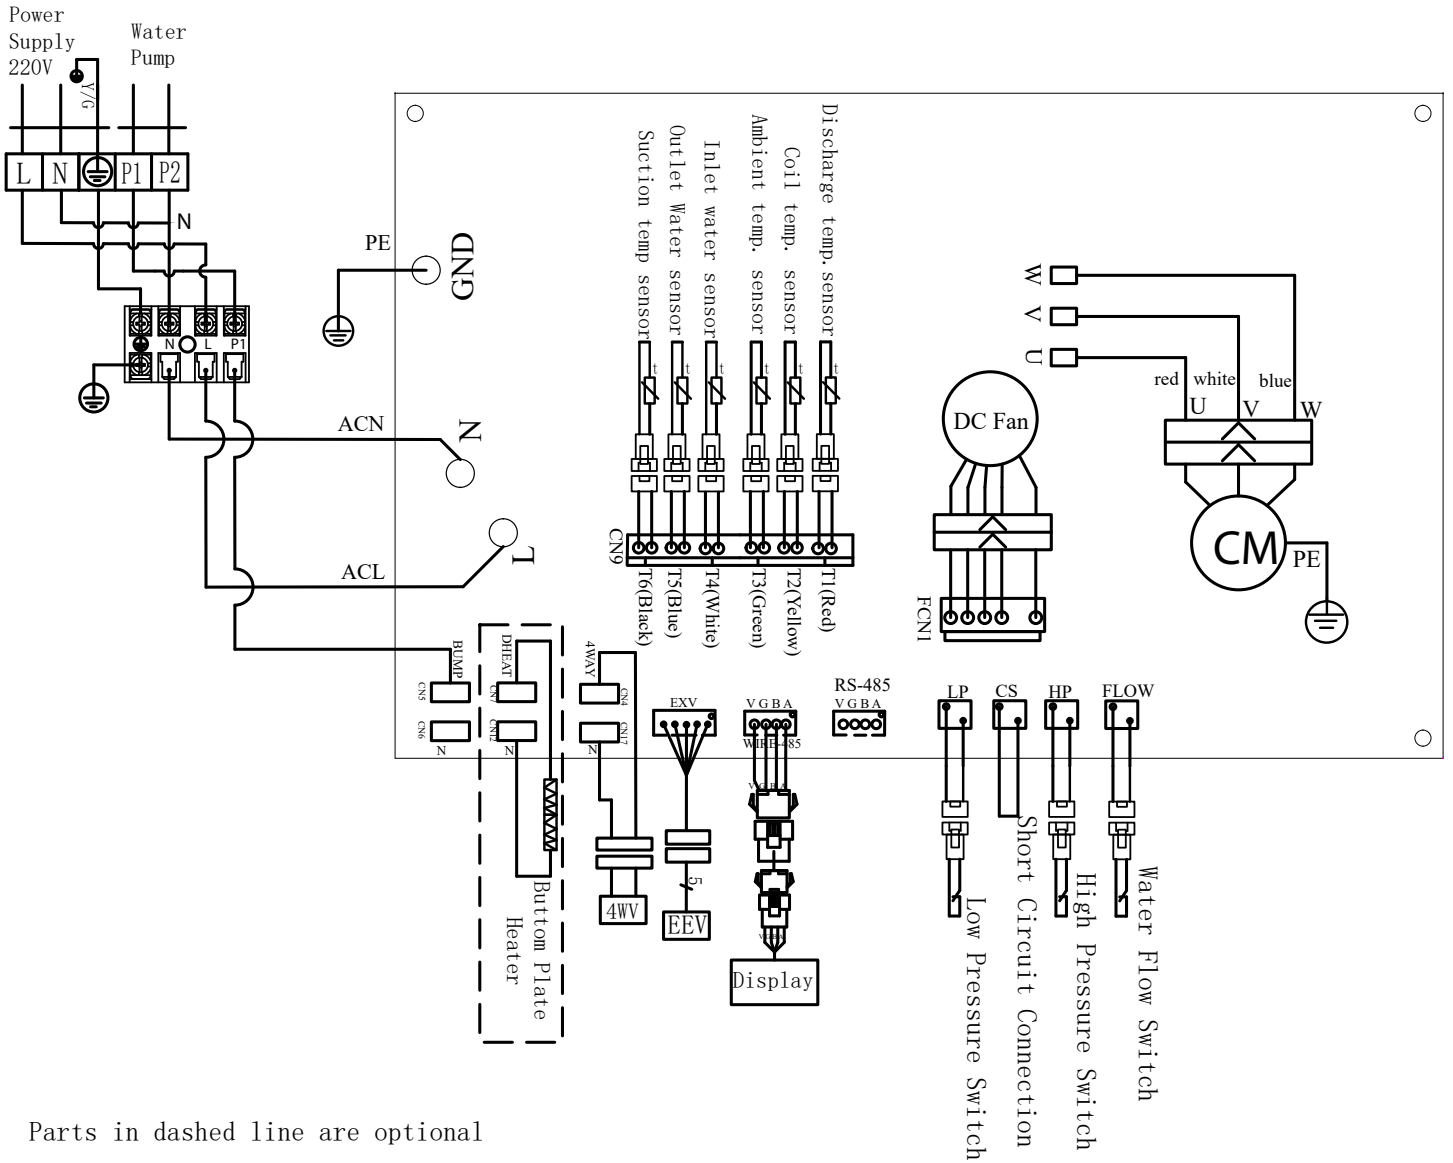 Power
Supply
220V
Water
Pump
Y/G
L
N
P1
P2
N
PE
GND
N
L
P1
ACN
N
ACL
L
Suction temp sensor
Outlet Water sensor
Inlet water sensor
Ambient temp. sensor
Coil temp. sensor
Discharge temp.sensor
t
t
t
t
t
t
CN9
T6(Black)
T5(Blue)
T4(White)
T3(Green)
T2(Yellow)
T1(Red)
DC Fan
FCN1
W
V
U
red
white
blue
U
V
W
CM
PE
BUMP
CN5
CN6
N
DHEAT
CN7
CN12
N
4WAY
CN4
CN17
N
EXV
V G B A
WIRE-485
V G B A
RS-485
V G B A
LP
CS
HP
FLOW
4WV
5
EEV
V G B A
Display
Buttom Plate
Heater
Low Pressure Switch
Short Circuit Connection
High Pressure Switch
Water Flow Switch
Parts in dashed line are optional